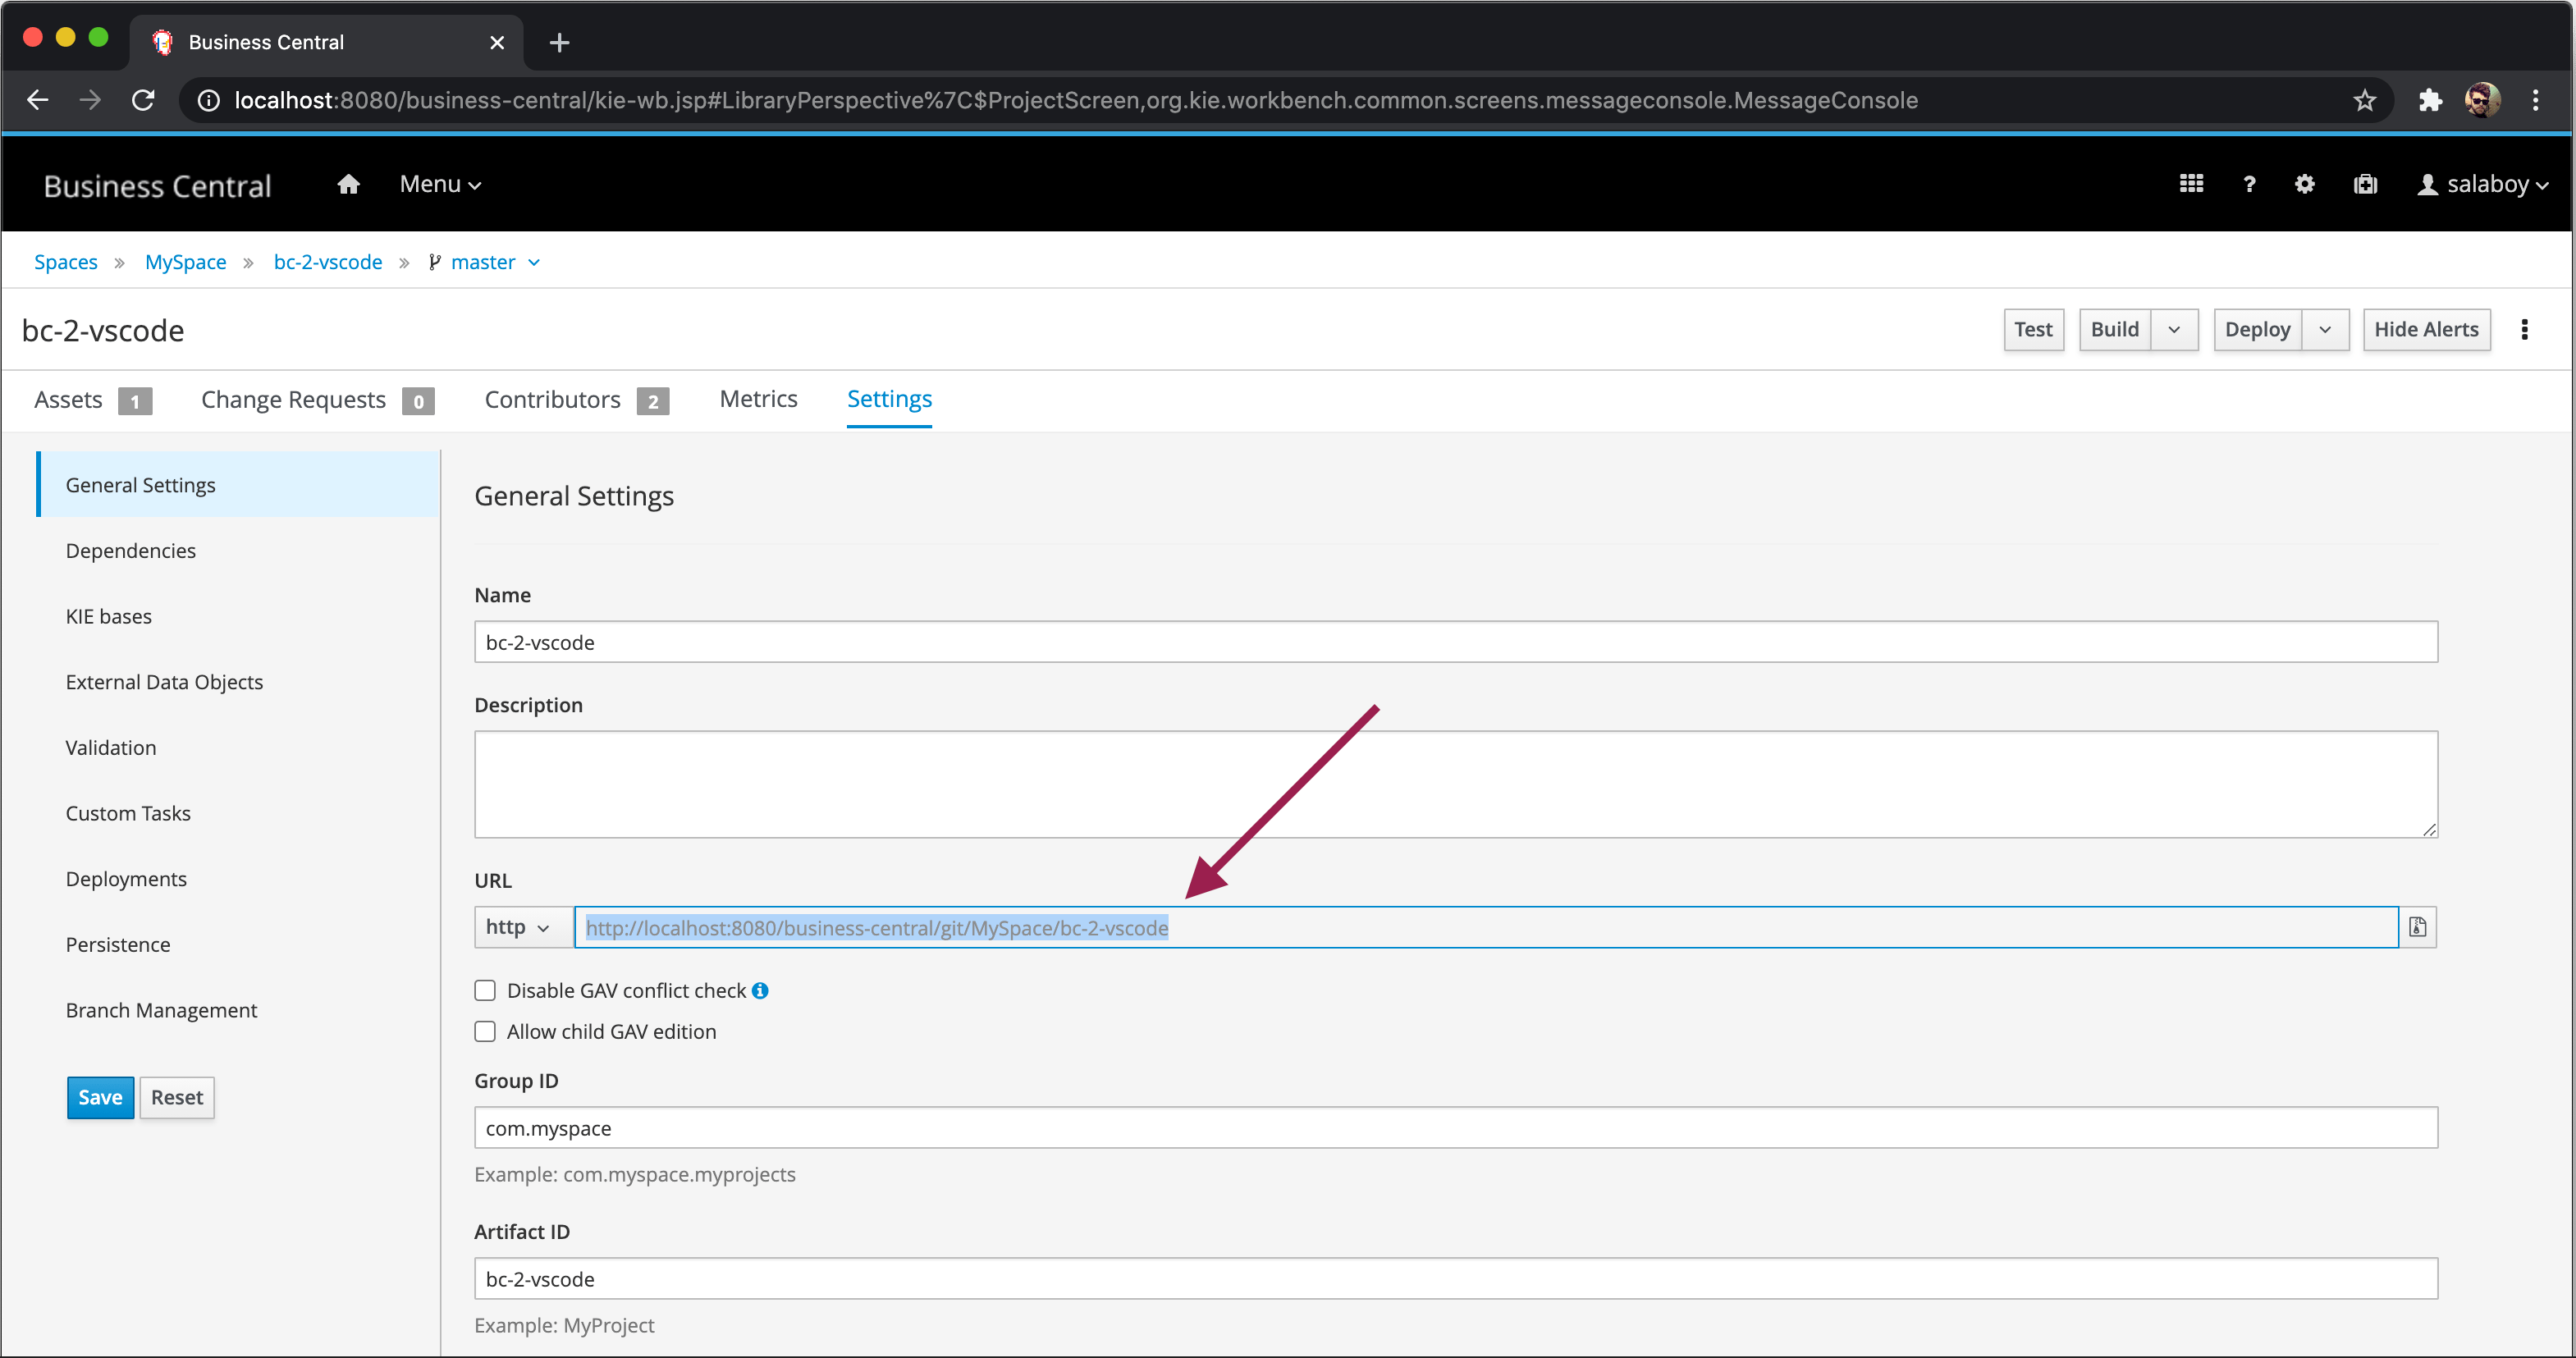 Business Central
localhost:8080/business-central/kie-wb.jsp#LibraryPerspective%7C$ProjectScreen,org.kie.workbench.common.screens.messageconsole.MessageConsole
Business Central Menu ? salaboy
Spaces » MySpace » bc-2-vscode » master
bc-2-vscode Test Build Deploy Hide Alerts
Assets 1 Change Requests 0 Contributors 2 Metrics Settings
General Settings
Dependencies
KIE bases
External Data Objects
Validation
Custom Tasks
Deployments
Persistence
Branch Management
Save Reset
General Settings
Name
bc-2-vscode
Description
URL
http http://localhost:8080/business-central/git/MySpace/bc-2-vscode
Disable GAV conflict check
Allow child GAV edition
Group ID
com.myspace
Example: com.myspace.myprojects
Artifact ID
bc-2-vscode
Example: MyProject